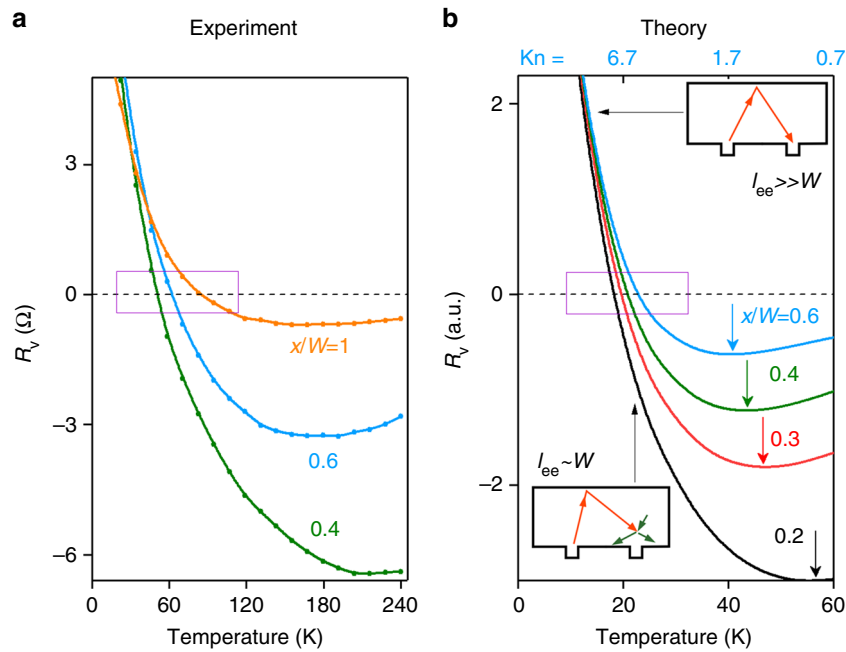 a
Experiment
R_v (Ω)
3
0
−3
−6
x/W=1
0.6
0.4
0
60
120
180
240
Temperature (K)
b
Theory
Kn =
6.7
1.7
0.7
R_v (a.u.)
2
0
−2
l_ee>>W
x/W=0.6
0.4
0.3
0.2
l_ee~W
0
20
40
60
Temperature (K)